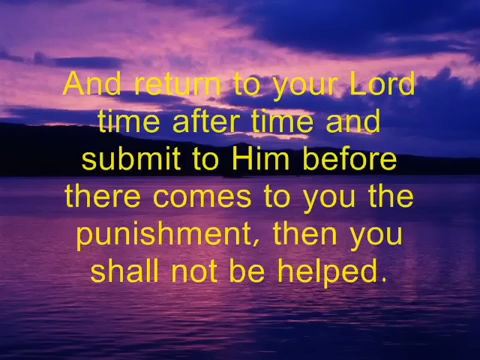 And return to your Lord
time after time and
submit to Him before
there comes to you the
punishment, then you
shall not be helped.